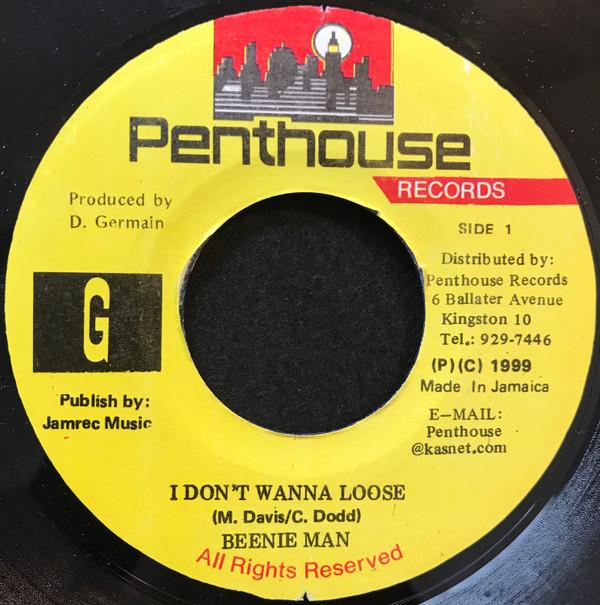 Penthouse
RECORDS
Produced by
D. Germain
SIDE 1
Distributed by:
Penthouse Records
6 Ballater Avenue
Kingston 10
Tel.: 929-7446
(P)(C) 1999
Made In Jamaica
E-MAIL:
Penthouse
@kasnet.com
G
Publish by:
Jamrec Music
I DON'T WANNA LOOSE
(M. Davis/C. Dodd)
BEENIE MAN
All Rights Reserved